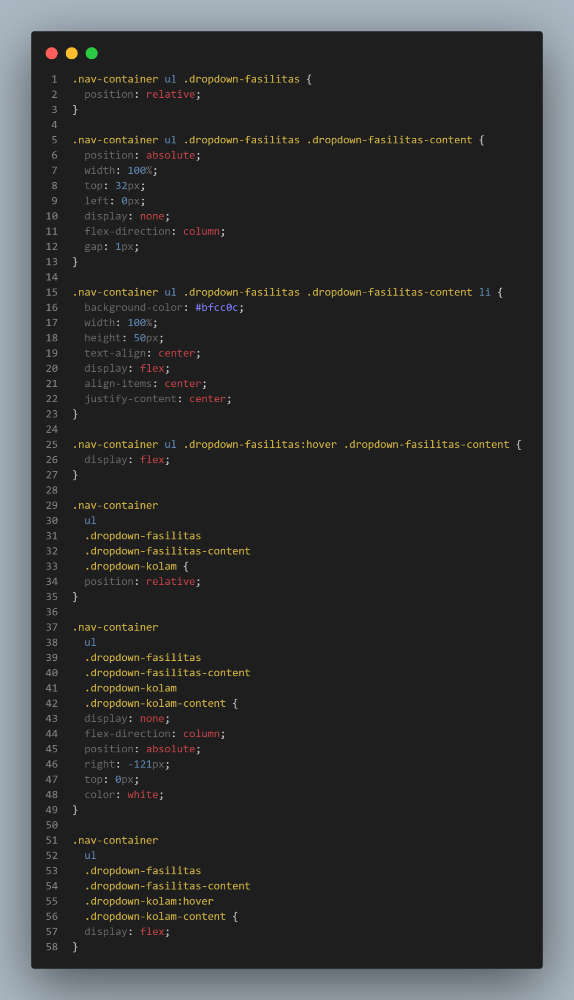 1 .nav-container ul .dropdown-fasilitas {
2   position: relative;
3 }
4
5 .nav-container ul .dropdown-fasilitas .dropdown-fasilitas-content {
6   position: absolute;
7   width: 100%;
8   top: 32px;
9   left: 0px;
10   display: none;
11   flex-direction: column;
12   gap: 1px;
13 }
14
15 .nav-container ul .dropdown-fasilitas .dropdown-fasilitas-content li {
16   background-color: #bfcc0c;
17   width: 100%;
18   height: 50px;
19   text-align: center;
20   display: flex;
21   align-items: center;
22   justify-content: center;
23 }
24
25 .nav-container ul .dropdown-fasilitas:hover .dropdown-fasilitas-content {
26   display: flex;
27 }
28
29 .nav-container
30   ul
31   .dropdown-fasilitas
32   .dropdown-fasilitas-content
33   .dropdown-kolam {
34   position: relative;
35 }
36
37 .nav-container
38   ul
39   .dropdown-fasilitas
40   .dropdown-fasilitas-content
41   .dropdown-kolam
42   .dropdown-kolam-content {
43   display: none;
44   flex-direction: column;
45   position: absolute;
46   right: -121px;
47   top: 0px;
48   color: white;
49 }
50
51 .nav-container
52   ul
53   .dropdown-fasilitas
54   .dropdown-fasilitas-content
55   .dropdown-kolam:hover
56   .dropdown-kolam-content {
57   display: flex;
58 }